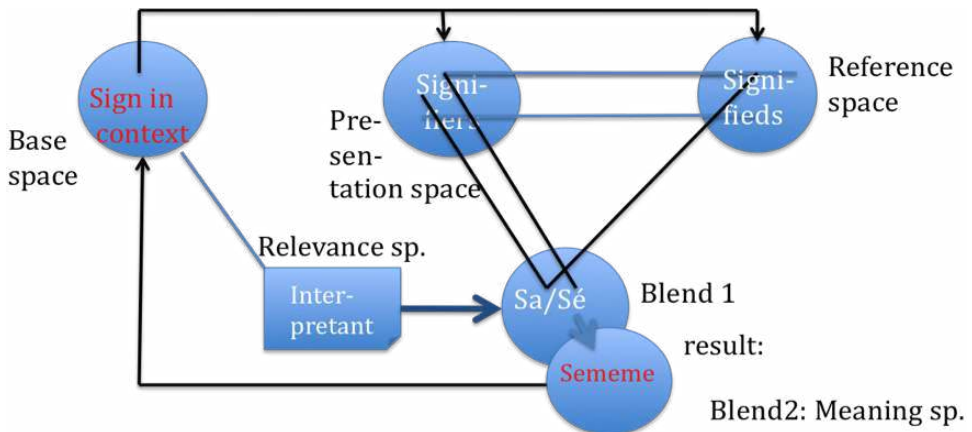 Sign in
context
Base
space
Signi-
fiers
Pre-
sen-
tation space
Signi-
fieds
Reference
space
Relevance sp.
Inter-
pretant
Sa/Sé
Blend 1
result:
Sememe
Blend2: Meaning sp.